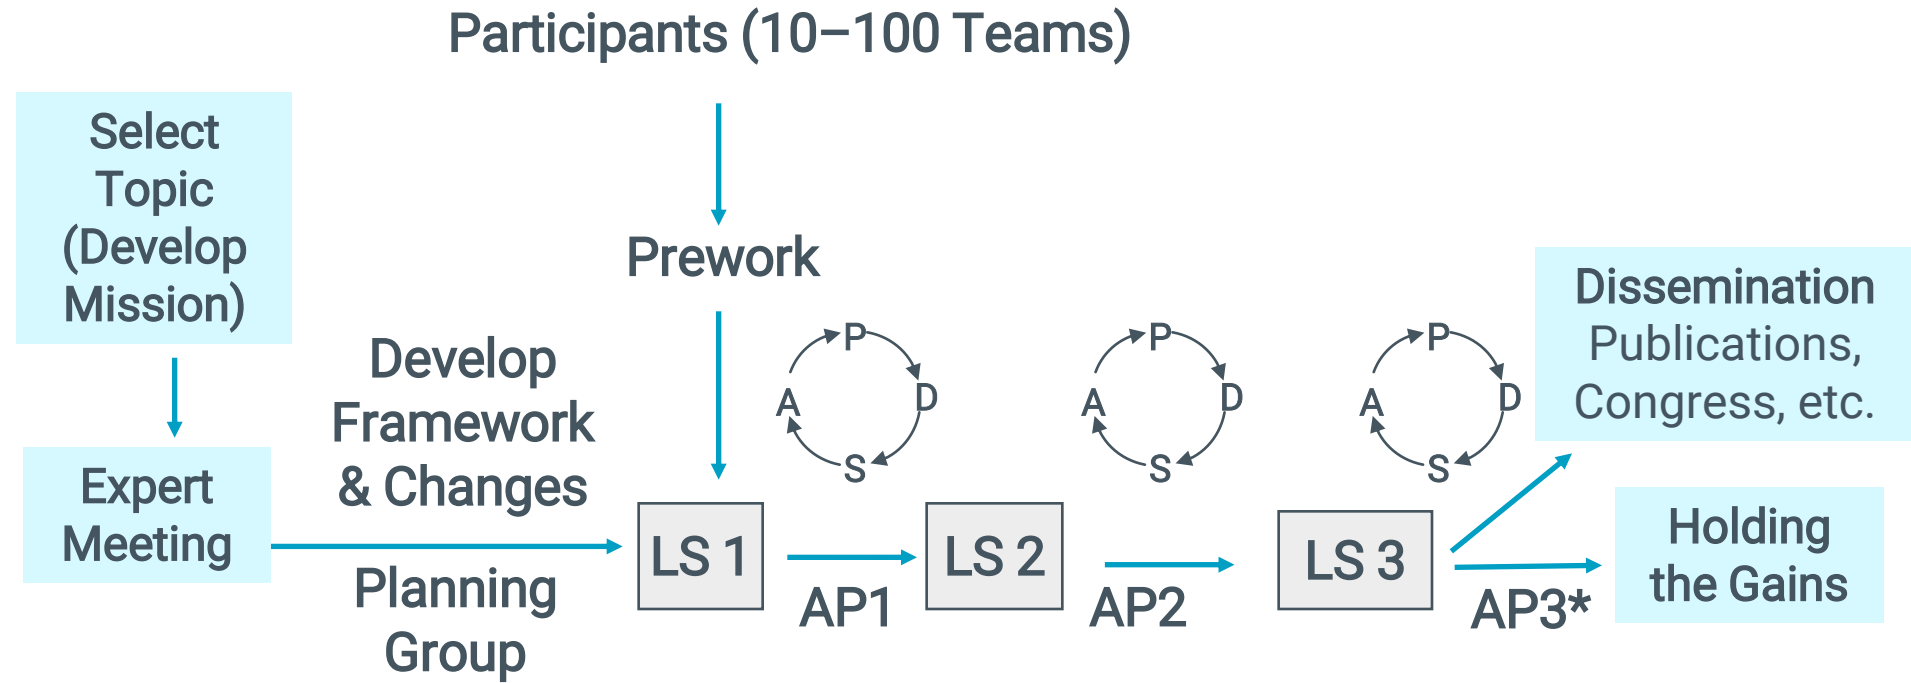 Participants (10–100 Teams)
Select
Topic
(Develop
Mission)
Expert
Meeting
Develop
Framework
& Changes
Planning
Group
Prework
LS 1
P
D
S
A
AP1
LS 2
P
D
S
A
AP2
LS 3
P
D
S
A
AP3*
Dissemination
Publications,
Congress, etc.
Holding
the Gains